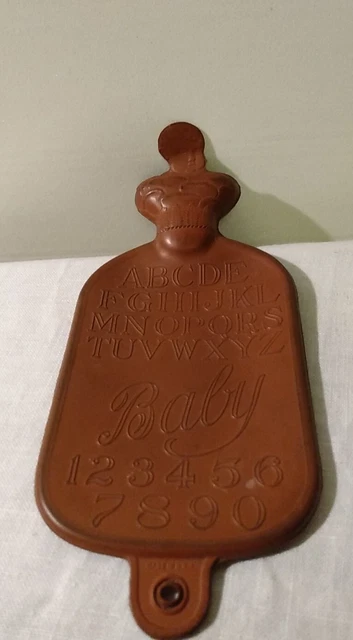 ABCDE
FGHIJKL
MNOPQRS
TUVWXYZ
Baby
123456
7890